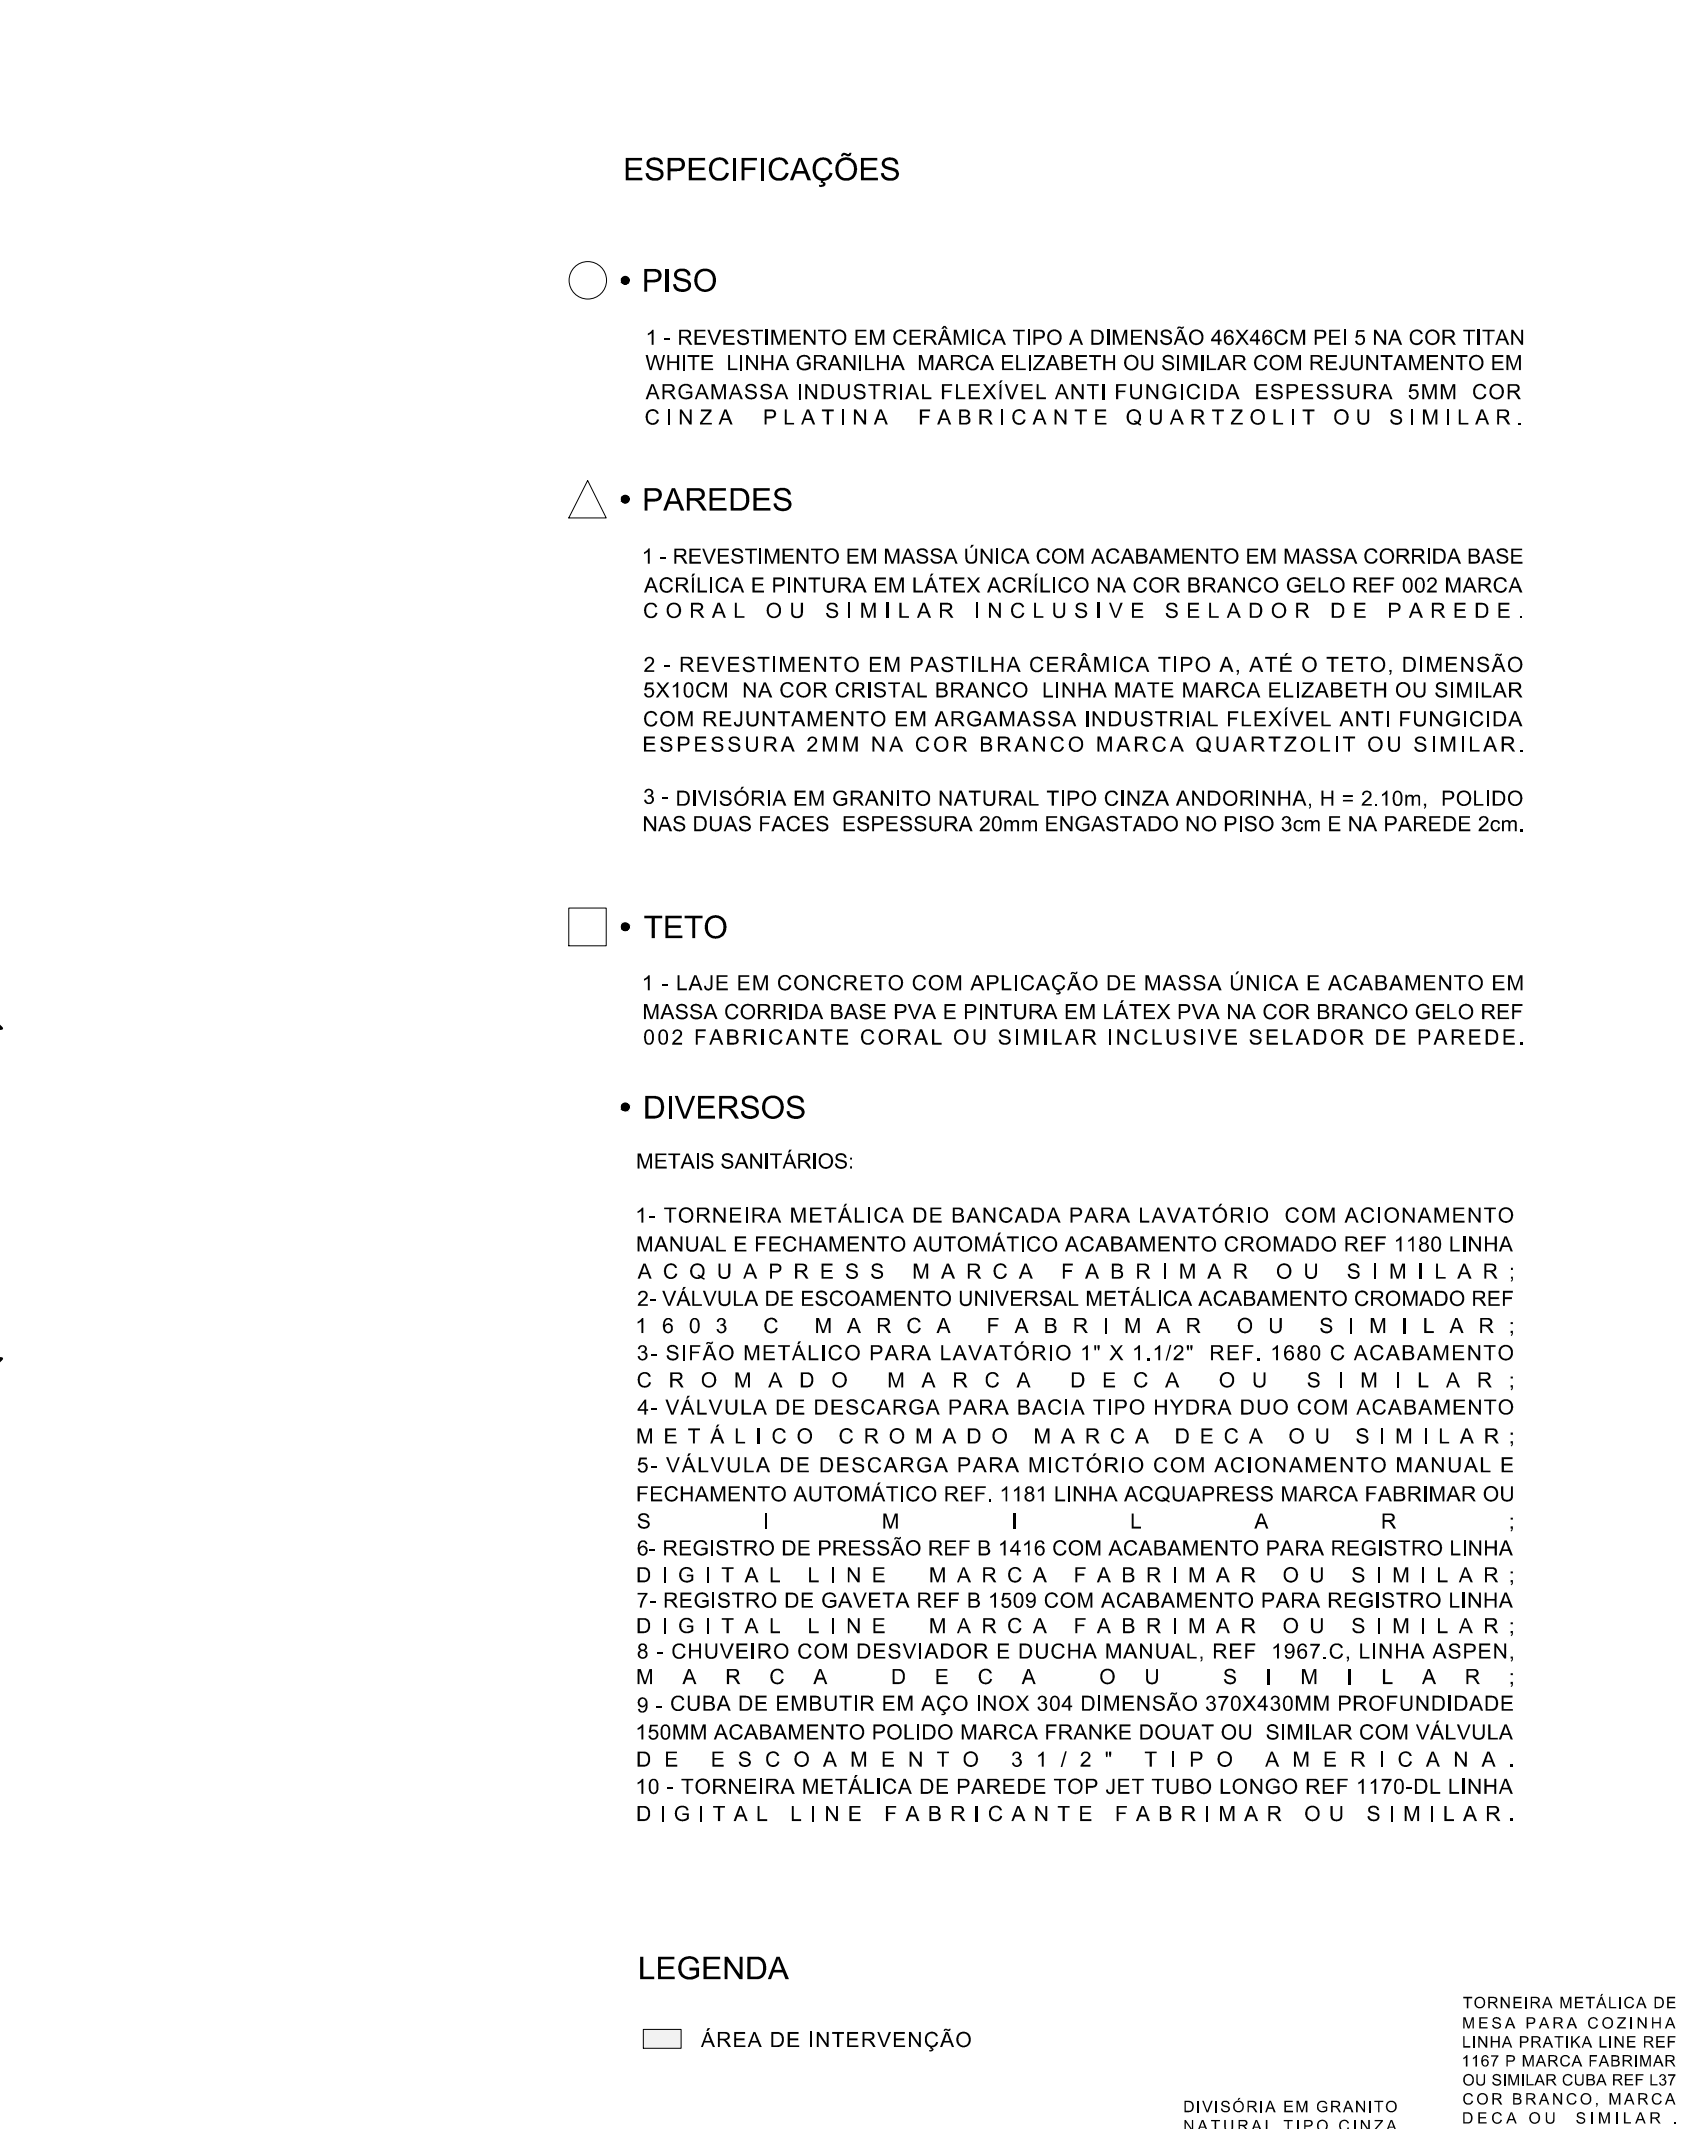 ESPECIFICAÇÕES
• PISO
1 - REVESTIMENTO EM CERÂMICA TIPO A DIMENSÃO 46X46CM PEI 5 NA COR TITAN
WHITE LINHA GRANILHA MARCA ELIZABETH OU SIMILAR COM REJUNTAMENTO EM
ARGAMASSA INDUSTRIAL FLEXÍVEL ANTI FUNGICIDA ESPESSURA 5MM COR
CINZA PLATINA FABRICANTE QUARTZOLIT OU SIMILAR.
• PAREDES
1 - REVESTIMENTO EM MASSA ÚNICA COM ACABAMENTO EM MASSA CORRIDA BASE
ACRÍLICA E PINTURA EM LÁTEX ACRÍLICO NA COR BRANCO GELO REF 002 MARCA
CORAL OU SIMILAR INCLUSIVE SELADOR DE PAREDE.
2 - REVESTIMENTO EM PASTILHA CERÂMICA TIPO A, ATÉ O TETO, DIMENSÃO
5X10CM NA COR CRISTAL BRANCO LINHA MATE MARCA ELIZABETH OU SIMILAR
COM REJUNTAMENTO EM ARGAMASSA INDUSTRIAL FLEXÍVEL ANTI FUNGICIDA
ESPESSURA 2MM NA COR BRANCO MARCA QUARTZOLIT OU SIMILAR.
3 - DIVISÓRIA EM GRANITO NATURAL TIPO CINZA ANDORINHA, H = 2.10m, POLIDO
NAS DUAS FACES ESPESSURA 20mm ENGASTADO NO PISO 3cm E NA PAREDE 2cm.
• TETO
1 - LAJE EM CONCRETO COM APLICAÇÃO DE MASSA ÚNICA E ACABAMENTO EM
MASSA CORRIDA BASE PVA E PINTURA EM LÁTEX PVA NA COR BRANCO GELO REF
002 FABRICANTE CORAL OU SIMILAR INCLUSIVE SELADOR DE PAREDE.
• DIVERSOS
METAIS SANITÁRIOS:
1- TORNEIRA METÁLICA DE BANCADA PARA LAVATÓRIO COM ACIONAMENTO
MANUAL E FECHAMENTO AUTOMÁTICO ACABAMENTO CROMADO REF 1180 LINHA
ACQUAPRESS MARCA FABRIMAR OU SIMILAR;
2- VÁLVULA DE ESCOAMENTO UNIVERSAL METÁLICA ACABAMENTO CROMADO REF
1603 C MARCA FABRIMAR OU SIMILAR;
3- SIFÃO METÁLICO PARA LAVATÓRIO 1" X 1.1/2" REF. 1680 C ACABAMENTO
CROMADO MARCA DECA OU SIMILAR;
4- VÁLVULA DE DESCARGA PARA BACIA TIPO HYDRA DUO COM ACABAMENTO
METÁLICO CROMADO MARCA DECA OU SIMILAR;
5- VÁLVULA DE DESCARGA PARA MICTÓRIO COM ACIONAMENTO MANUAL E
FECHAMENTO AUTOMÁTICO REF. 1181 LINHA ACQUAPRESS MARCA FABRIMAR OU
SIMILAR;
6- REGISTRO DE PRESSÃO REF B 1416 COM ACABAMENTO PARA REGISTRO LINHA
DIGITAL LINE MARCA FABRIMAR OU SIMILAR;
7- REGISTRO DE GAVETA REF B 1509 COM ACABAMENTO PARA REGISTRO LINHA
DIGITAL LINE MARCA FABRIMAR OU SIMILAR;
8 - CHUVEIRO COM DESVIADOR E DUCHA MANUAL, REF 1967.C, LINHA ASPEN,
MARCA DECA OU SIMILAR;
9 - CUBA DE EMBUTIR EM AÇO INOX 304 DIMENSÃO 370X430MM PROFUNDIDADE
150MM ACABAMENTO POLIDO MARCA FRANKE DOUAT OU SIMILAR COM VÁLVULA
DE ESCOAMENTO 31/2" TIPO AMERICANA.
10 - TORNEIRA METÁLICA DE PAREDE TOP JET TUBO LONGO REF 1170-DL LINHA
DIGITAL LINE FABRICANTE FABRIMAR OU SIMILAR.
LEGENDA
ÁREA DE INTERVENÇÃO
TORNEIRA METÁLICA DE
MESA PARA COZINHA
LINHA PRATIKA LINE REF
1167 P MARCA FABRIMAR
OU SIMILAR CUBA REF L37
COR BRANCO, MARCA
DECA OU SIMILAR .
DIVISÓRIA EM GRANITO
NATURAL TIPO CINZA